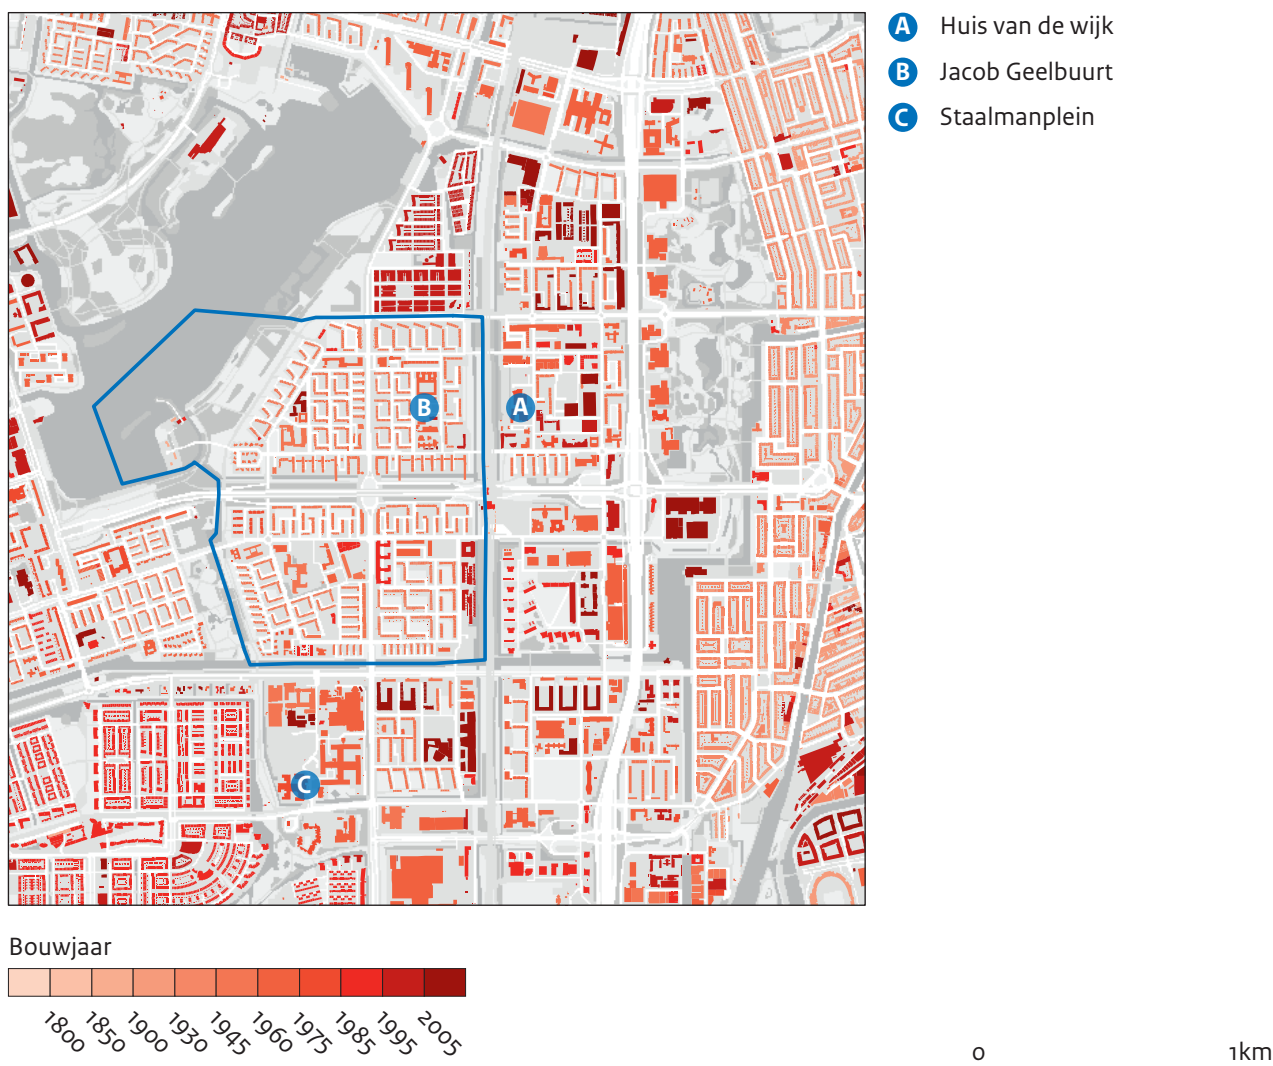 A Huis van de wijk
B Jacob Geelbuurt
C Staalmanplein
B
A
C
Bouwjaar
1800 1850 1900 1930 1945 1960 1975 1985 1995 2005
0 1km